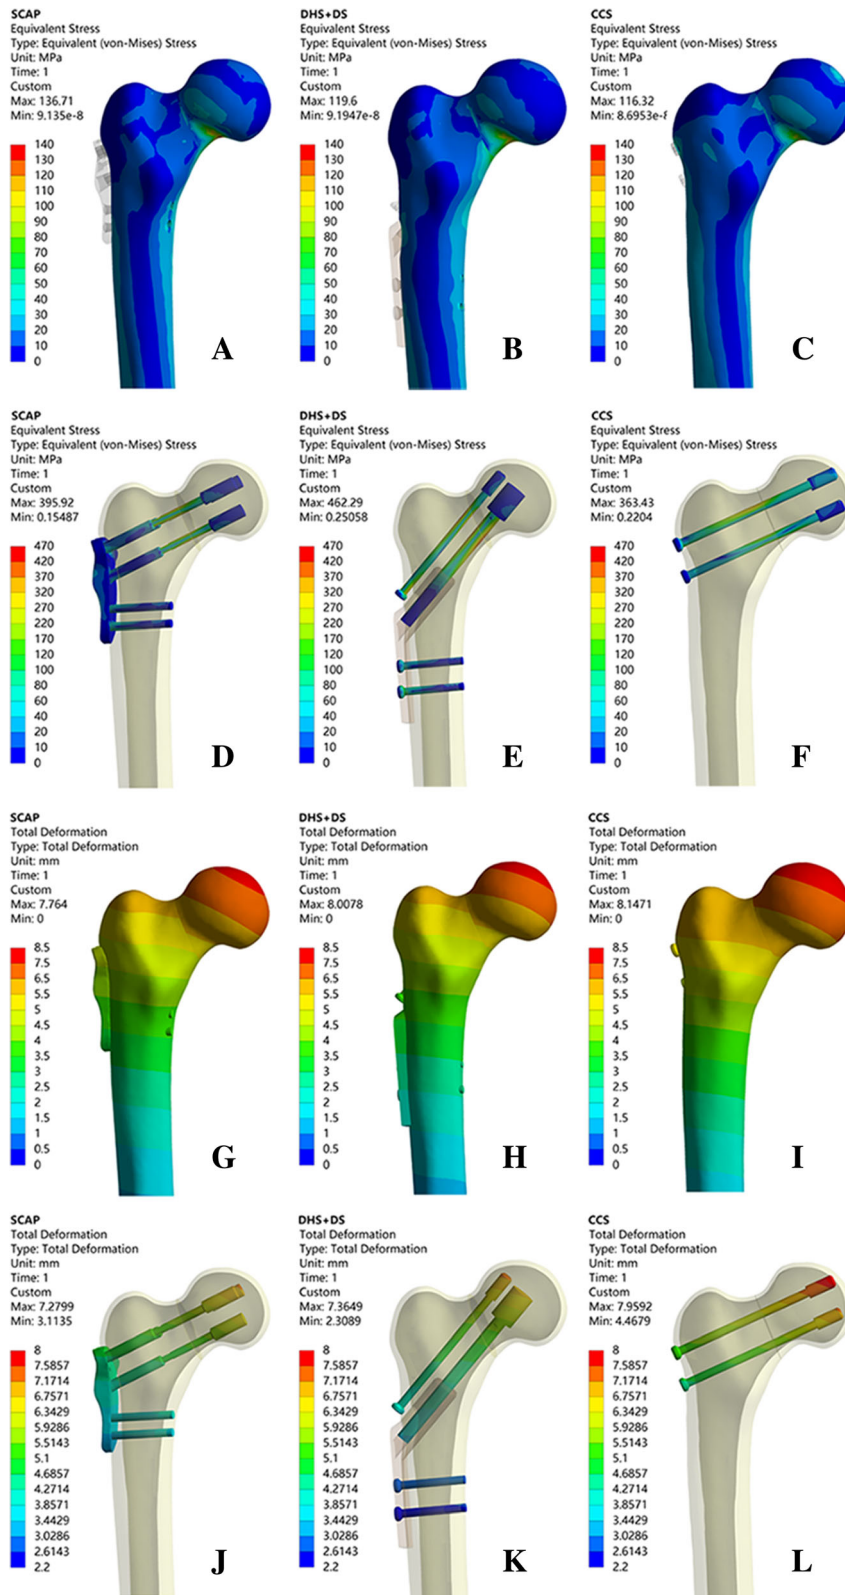 SCAP
Equivalent Stress
Type: Equivalent (von-Mises) Stress
Unit: MPa
Time: 1
Custom
Max: 136.71
Min: 9.135e-8
140
130
120
110
100
90
80
70
60
50
40
30
20
10
0
A
DHS+DS
Equivalent Stress
Type: Equivalent (von-Mises) Stress
Unit: MPa
Time: 1
Custom
Max: 119.6
Min: 9.1947e-8
140
130
120
110
100
90
80
70
60
50
40
30
20
10
0
B
CCS
Equivalent Stress
Type: Equivalent (von-Mises) Stress
Unit: MPa
Time: 1
Custom
Max: 116.32
Min: 8.6953e-
140
130
120
110
100
90
80
70
60
50
40
30
20
10
0
C
SCAP
Equivalent Stress
Type: Equivalent (von-Mises) Stress
Unit: MPa
Time: 1
Custom
Max: 395.92
Min: 0.15487
470
420
370
320
270
220
170
120
100
80
60
40
20
10
0
D
DHS+DS
Equivalent Stress
Type: Equivalent (von-Mises) Stress
Unit: MPa
Time: 1
Custom
Max: 462.29
Min: 0.25058
470
420
370
320
270
220
170
120
100
80
60
40
20
10
0
E
CCS
Equivalent Stress
Type: Equivalent (von-Mises) Stress
Unit: MPa
Time: 1
Custom
Max: 363.43
Min: 0.2204
470
420
370
320
270
220
170
120
100
80
60
40
20
10
0
F
SCAP
Total Deformation
Type: Total Deformation
Unit: mm
Time: 1
Custom
Max: 7.764
Min: 0
8.5
7.5
6.5
5.5
5
4.5
4
3.5
3
2.5
2
1.5
1
0.5
0
G
DHS+DS
Total Deformation
Type: Total Deformation
Unit: mm
Time: 1
Custom
Max: 8.0078
Min: 0
8.5
7.5
6.5
5.5
5
4.5
4
3.5
3
2.5
2
1.5
1
0.5
0
H
CCS
Total Deformation
Type: Total Deformation
Unit: mm
Time: 1
Custom
Max: 8.1471
Min: 0
8.5
7.5
6.5
5.5
5
4.5
4
3.5
3
2.5
2
1.5
1
0.5
0
I
SCAP
Total Deformation
Type: Total Deformation
Unit: mm
Time: 1
Custom
Max: 7.2799
Min: 3.1135
8
7.5857
7.1714
6.7571
6.3429
5.9286
5.5143
5.1
4.6857
4.2714
3.8571
3.4429
3.0286
2.6143
2.2
J
DHS+DS
Total Deformation
Type: Total Deformation
Unit: mm
Time: 1
Custom
Max: 7.3649
Min: 2.3089
8
7.5857
7.1714
6.7571
6.3429
5.9286
5.5143
5.1
4.6857
4.2714
3.8571
3.4429
3.0286
2.6143
2.2
K
CCS
Total Deformation
Type: Total Deformation
Unit: mm
Time: 1
Custom
Max: 7.9592
Min: 4.4679
8
7.5857
7.1714
6.7571
6.3429
5.9286
5.5143
5.1
4.6857
4.2714
3.8571
3.4429
3.0286
2.6143
2.2
L